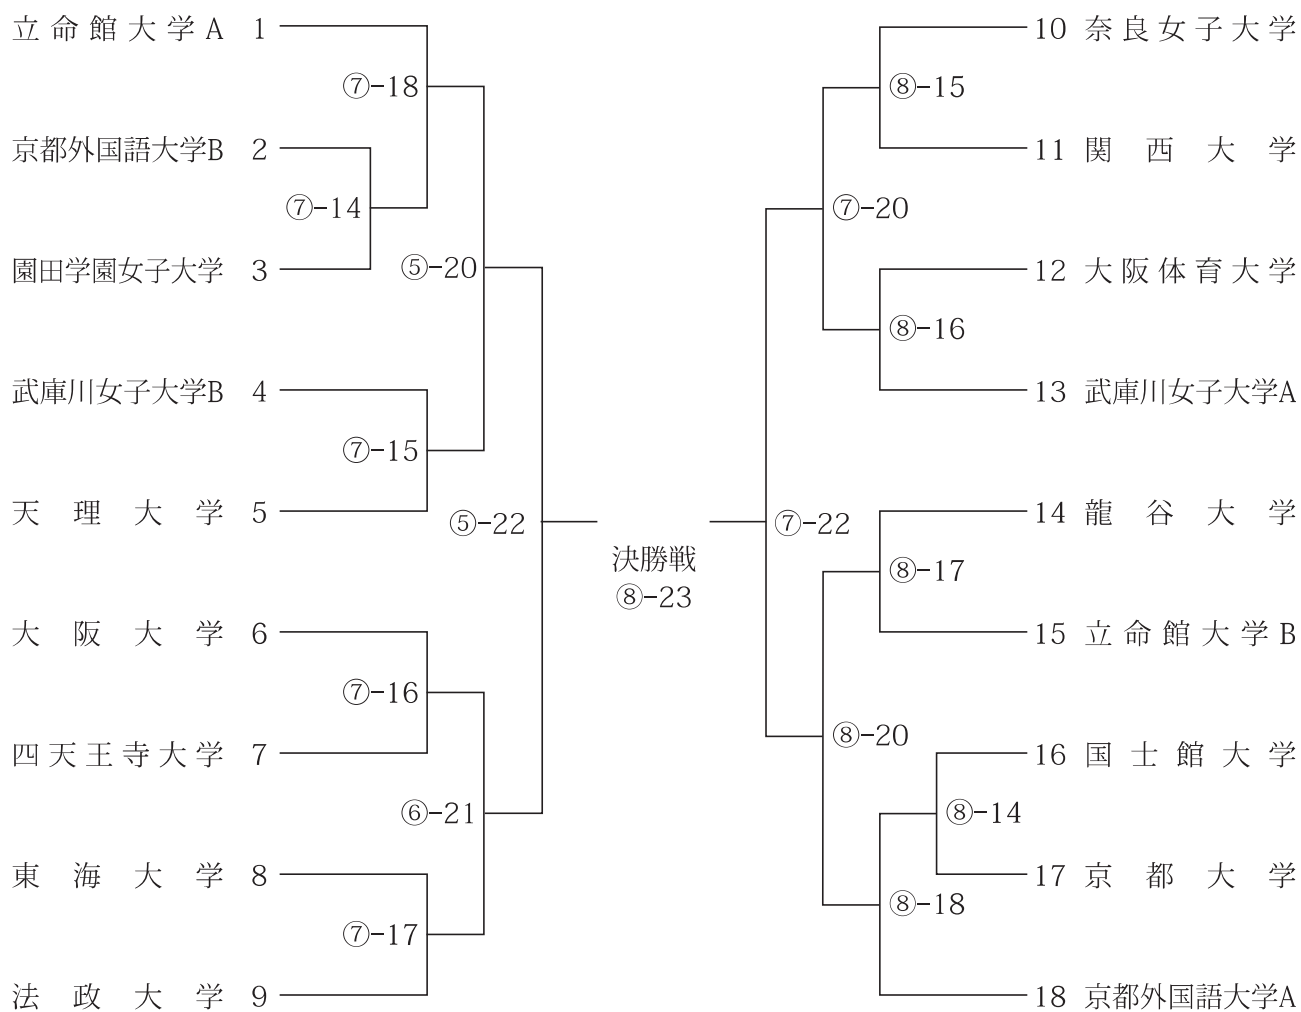 立命館大学A 1
⑦-18
京都外国語大学B 2
⑦-14
園田学園女子大学 3
⑤-20
武庫川女子大学B 4
⑦-15
天理大学 5
⑤-22
大阪大学 6
⑦-16
四天王寺大学 7
⑥-21
東海大学 8
⑦-17
法政大学 9
決勝戦
⑧-23
10 奈良女子大学
⑧-15
11 関西大学
⑦-20
12 大阪体育大学
⑧-16
13 武庫川女子大学A
14 龍谷大学
⑦-22
⑧-17
15 立命館大学B
⑧-20
16 国士館大学
⑧-14
17 京都大学
⑧-18
18 京都外国語大学A